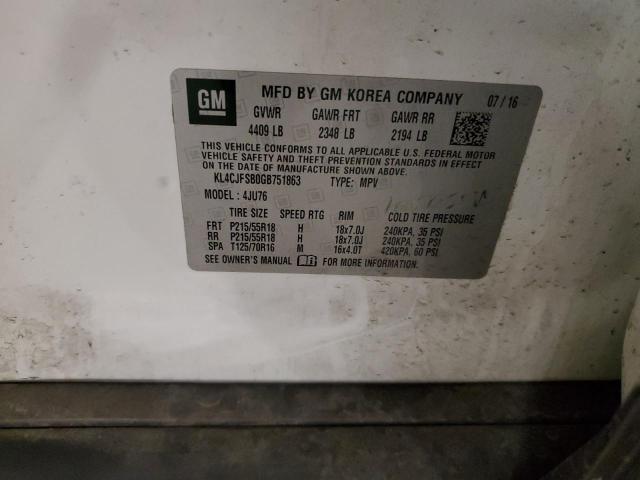 GM
MFD BY GM KOREA COMPANY 07/16
GVWR GAWR FRT GAWR RR
4409 LB 2348 LB 2194 LB
THIS VEHICLE CONFORMS TO ALL APPLICABLE U.S. FEDERAL MOTOR
VEHICLE SAFETY, BUMPER, AND THEFT PREVENTION STANDARDS IN EFFECT
ON THE DATE OF MANUFACTURE SHOWN ABOVE.
KL4CJFSB0GB751863 TYPE: MPV
MODEL: 4JU76
TIRE SIZE SPEED RTG RIM COLD TIRE PRESSURE
FRT P215/55R18 H 18x7.0J 240KPA, 35 PSI
RR P215/55R18 H 18x7.0J 240KPA, 35 PSI
SPA T125/70R16 M 16x4.0T 420KPA, 60 PSI
SEE OWNER'S MANUAL FOR MORE INFORMATION.